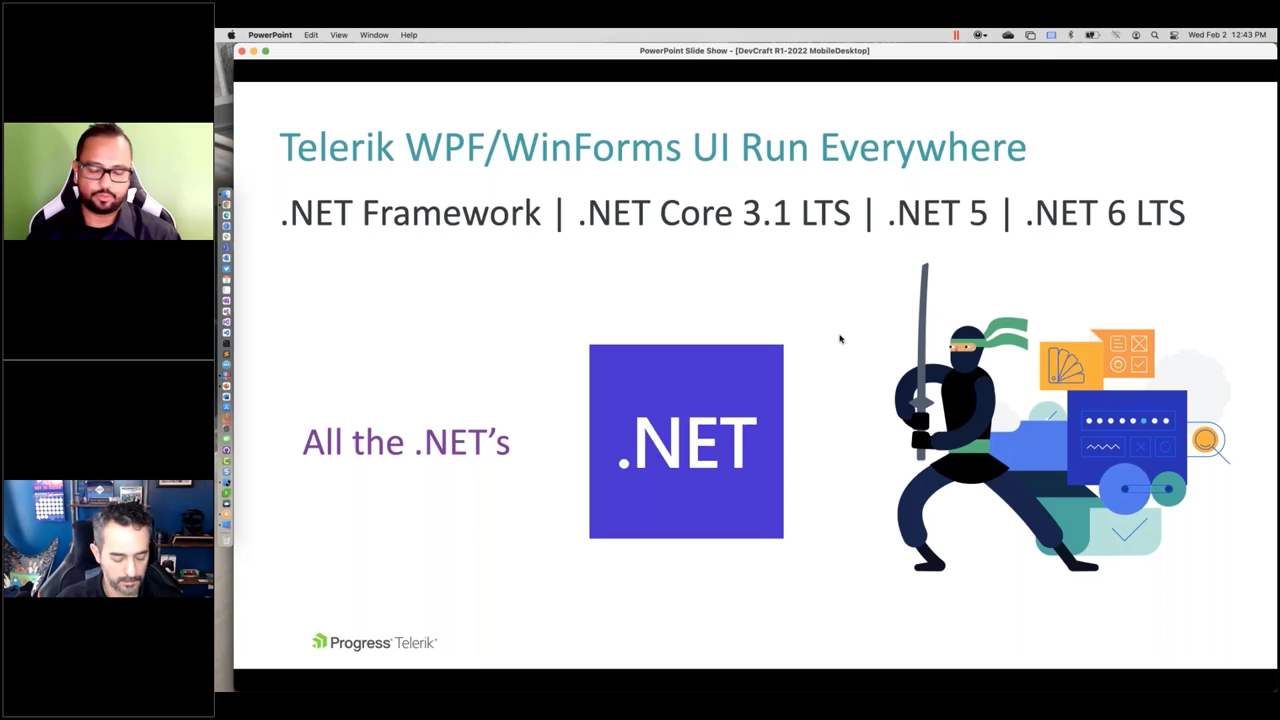 PowerPoint Edit View Window Help
Wed Feb 2 12:43 PM
PowerPoint Slide Show - [DevCraft R1-2022 MobileDesktop]
Telerik WPF/WinForms UI Run Everywhere
.NET Framework | .NET Core 3.1 LTS | .NET 5 | .NET 6 LTS
All the .NET's
.NET
Progress Telerik